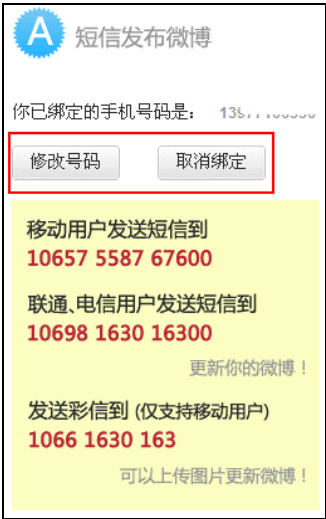 A 短信发布微博
你已绑定的手机号码是：
修改号码 取消绑定
移动用户发送短信到
10657 5587 67600
联通、电信用户发送短信到
10698 1630 16300
更新你的微博！
发送彩信到 (仅支持移动用户)
1066 1630 163
可以上传图片更新微博！